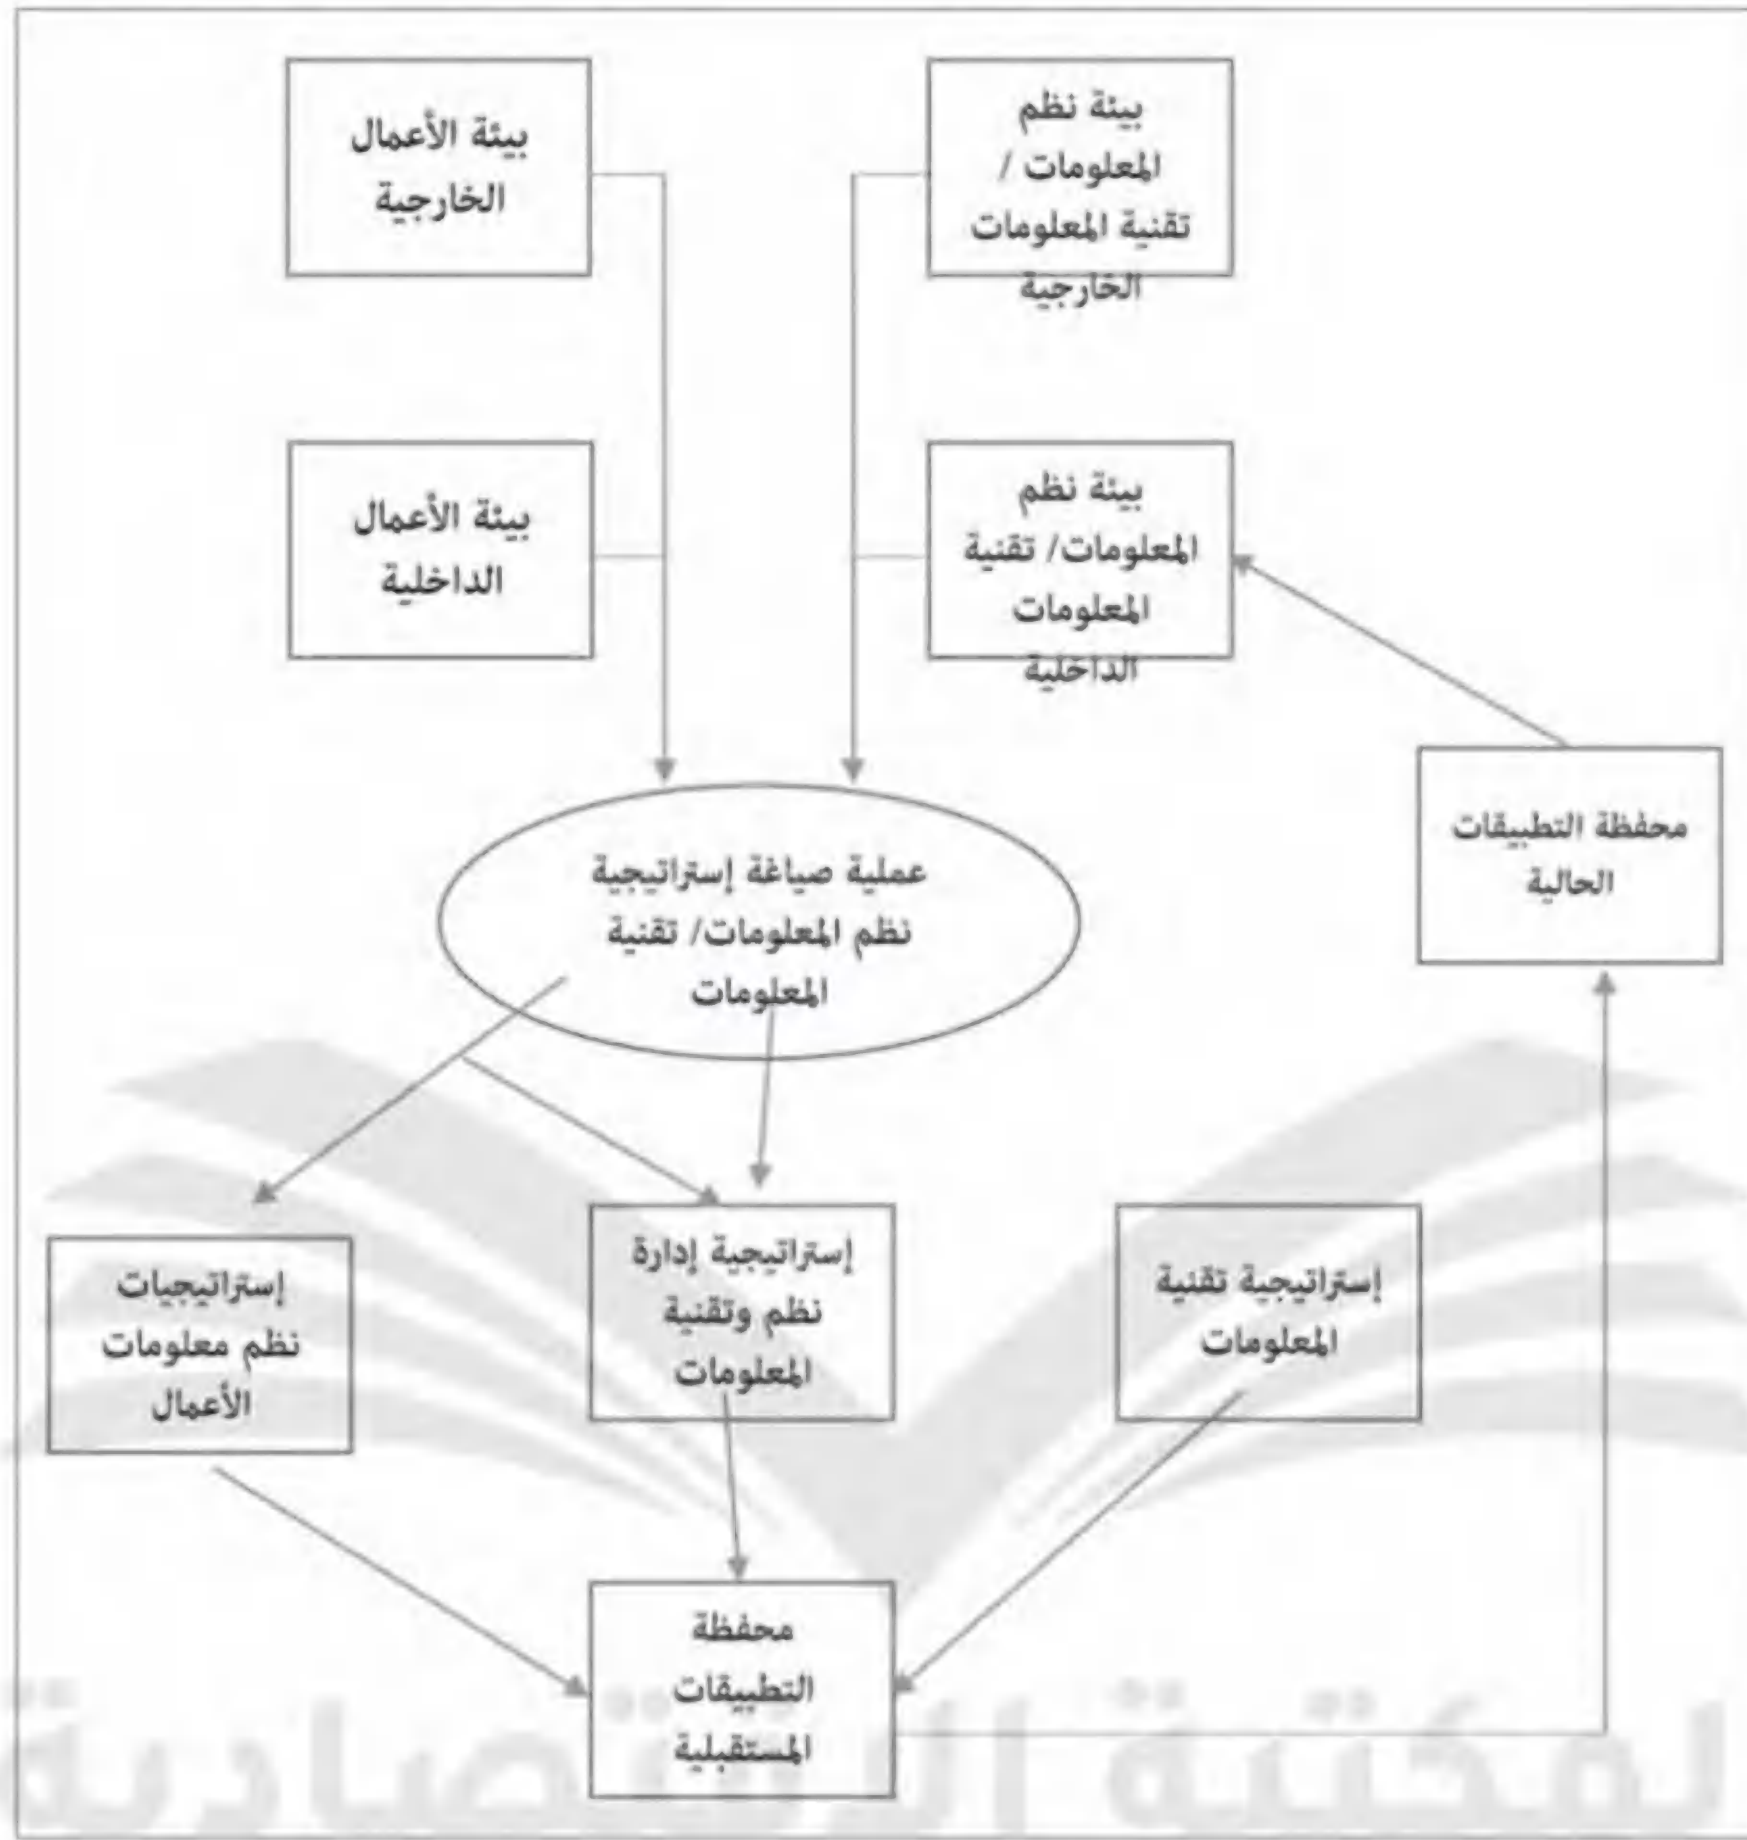 بيئة نظم
المعلومات /
تقنية المعلومات
الخارجية
بيئة الأعمال
الخارجية
بيئة نظم
المعلومات/ تقنية
المعلومات
الداخلية
بيئة الأعمال
الداخلية
محفظة التطبيقات
الحالية
عملية صياغة إستراتيجية
نظم المعلومات/ تقنية
المعلومات
إستراتيجية تقنية
المعلومات
إستراتيجية إدارة
نظم وتقنية
المعلومات
إستراتيجيات
نظم معلومات
الأعمال
محفظة
التطبيقات
المستقبلية